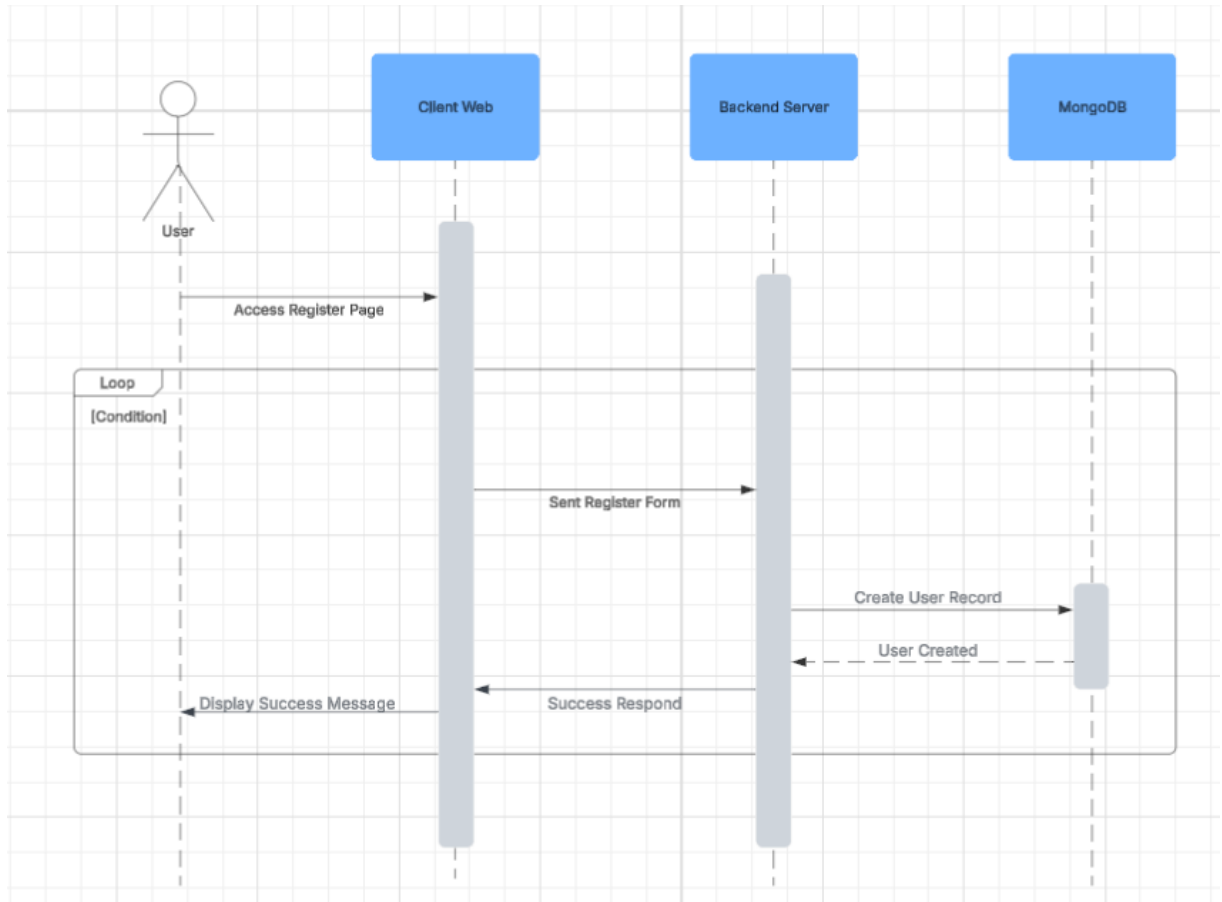 Client Web
Backend Server
MongoDB
User
Access Register Page
Loop
[Condition]
Sent Register Form
Create User Record
User Created
Success Respond
Display Success Message